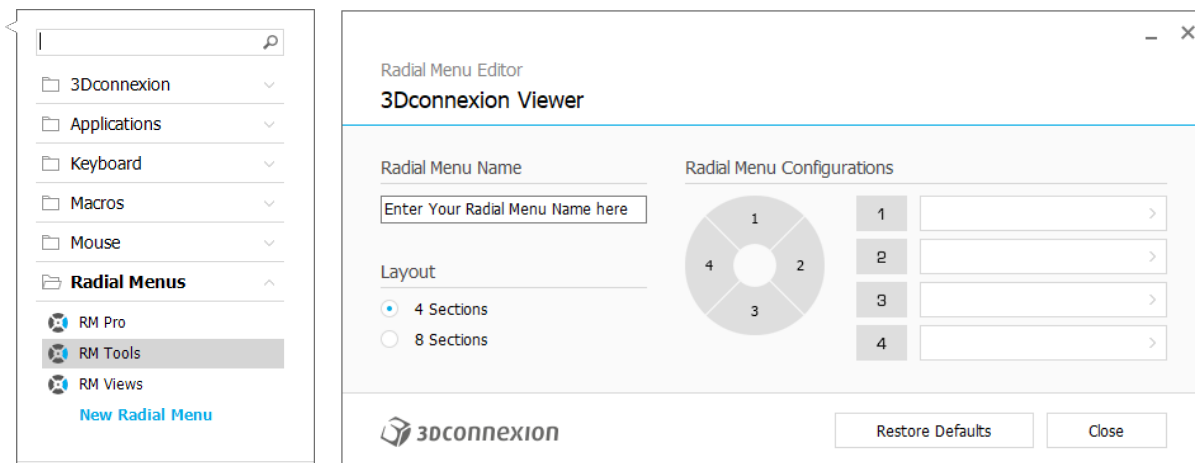 3Dconnexion
Applications
Keyboard
Macros
Mouse
Radial Menus
RM Pro
RM Tools
RM Views
New Radial Menu
Radial Menu Editor
3Dconnexion Viewer
Radial Menu Name
Enter Your Radial Menu Name here
Layout
4 Sections
8 Sections
Radial Menu Configurations
1
2
3
4
1
2
3
4
3Dconnexion
Restore Defaults
Close